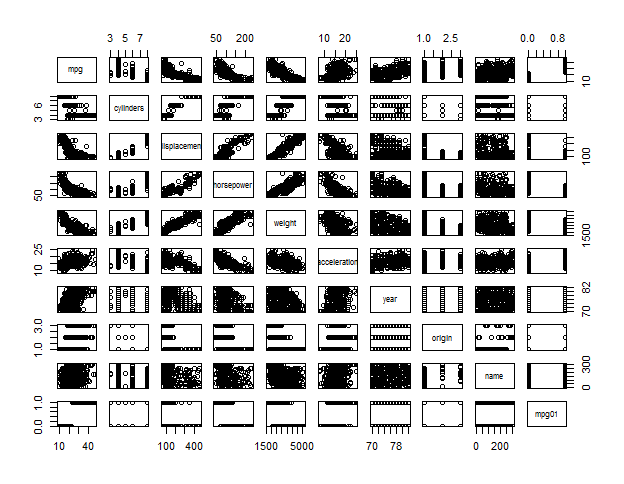 3 5 7 50 200 10 20 1.0 2.5 0.0 0.8
mpg 10
3 6 cylinders
displacement 100
50 horsepower
weight 1500
10 25 acceleration
year 70 82
1.0 3.0 origin
name 0 300
0.0 1.0 mpg01
10 40 100 400 1500 5000 70 78 0 200